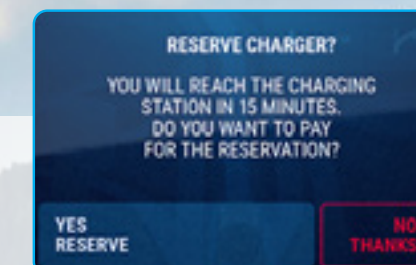 RESERVE CHARGER?
YOU WILL REACH THE CHARGING
STATION IN 15 MINUTES.
DO YOU WANT TO PAY
FOR THE RESERVATION?
YES
RESERVE
NO
THANKS